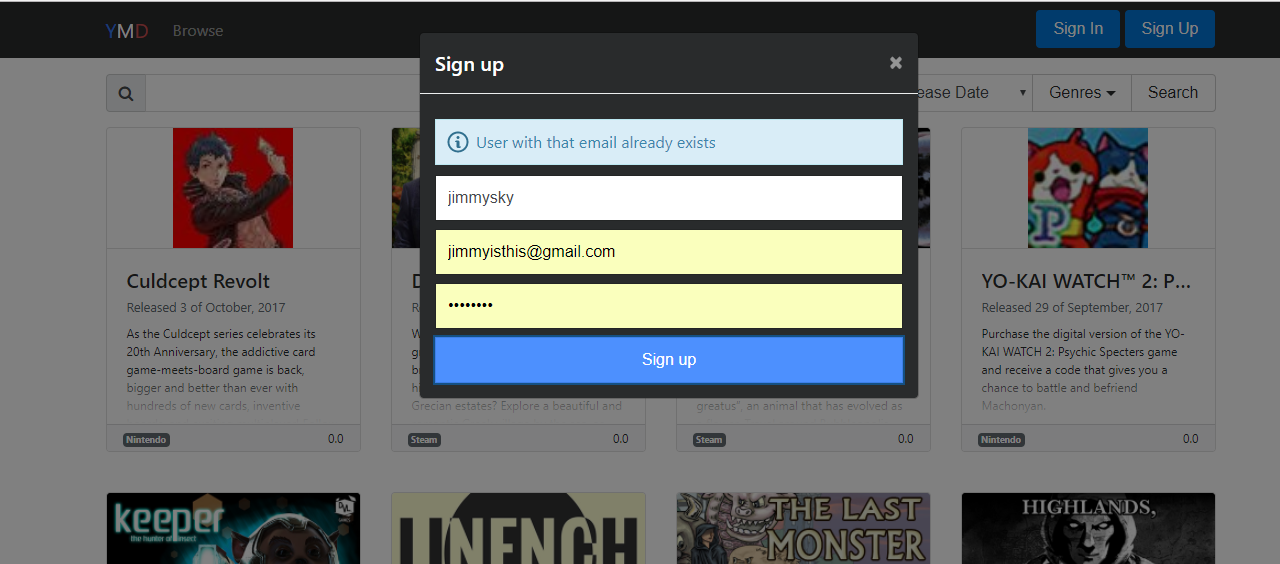 YMD Browse Sign In Sign Up
Sign up ×
ease Date Genres Search
User with that email already exists
jimmysky
jimmyisthis@gmail.com
••••••••
Sign up
Culdcept Revolt
Released 3 of October, 2017
As the Culdcept series celebrates its
20th Anniversary, the addictive card
game-meets-board game is back,
bigger and better than ever with
hundreds of new cards, inventive
Nintendo 0.0
Grecian estates? Explore a beautiful and
Steam 0.0
greatus", an animal that has evolved as
Steam 0.0
YO-KAI WATCH™ 2: P...
Released 29 of September, 2017
Purchase the digital version of the YO-
KAI WATCH 2: Psychic Specters game
and receive a code that gives you a
chance to battle and befriend
Machonyan.
Nintendo 0.0
keeper
the hunter of insect
THE LAST
MONSTER
HIGHLANDS,